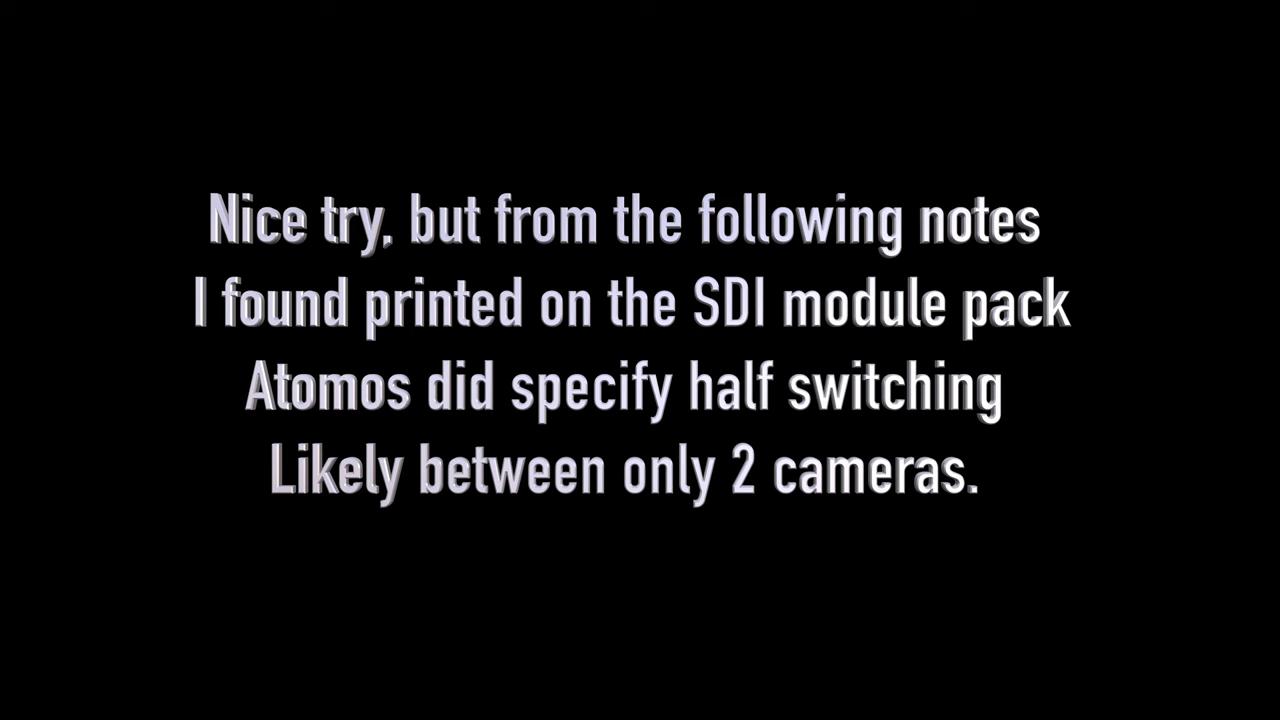 Nice try, but from the following notes
I found printed on the SDI module pack
Atomos did specify half switching
Likely between only 2 cameras.